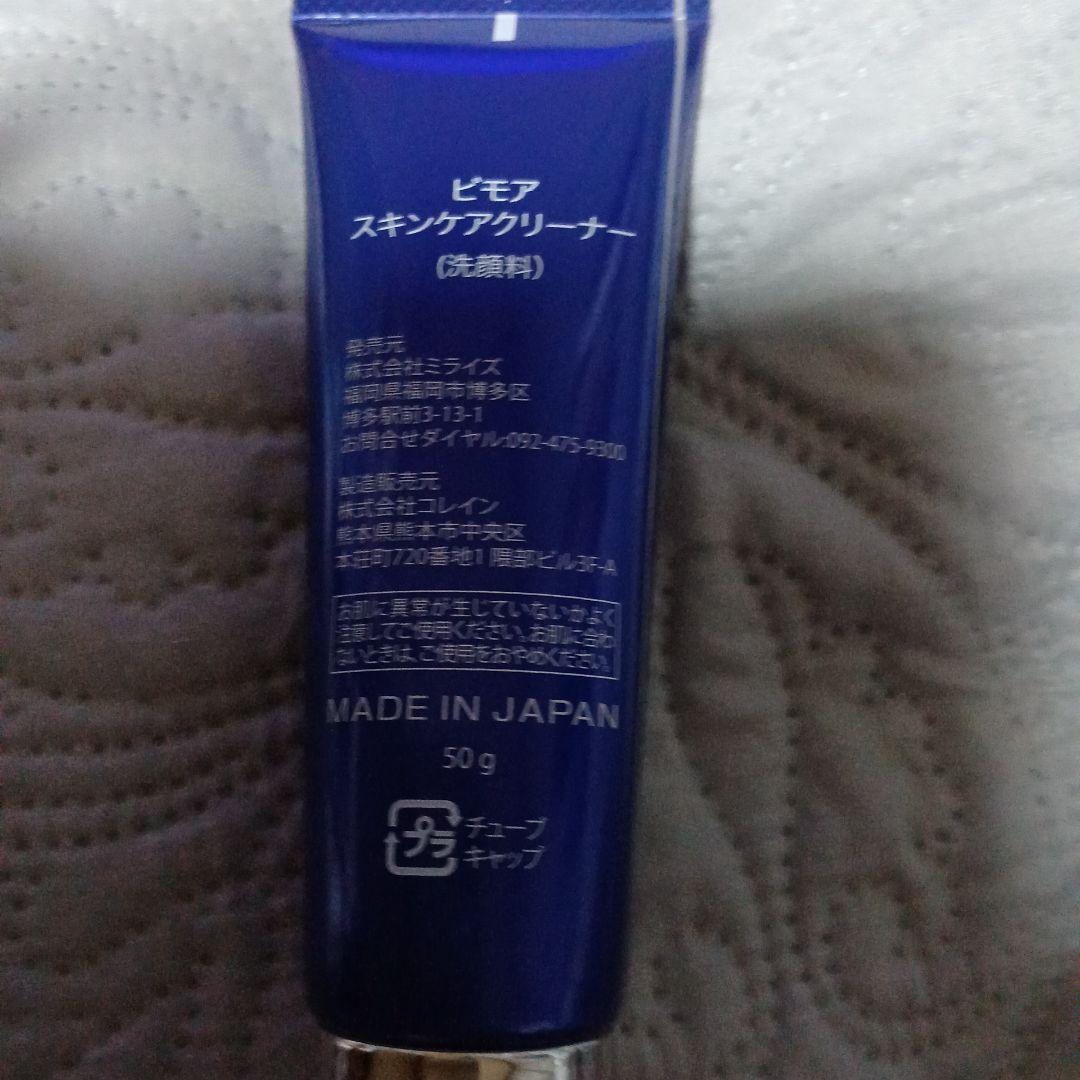 ビモア
スキンケアクリーナー
(洗顔料)
発売元
株式会社ミライズ
福岡県福岡市博多区
博多駅前3-13-1
お問合せダイヤル:092-475-9300
製造販売元
株式会社コレイン
熊本県熊本市中央区
本荘町720番地1 隈部ビル3F-A
お肌に異常が生じていないかよく
注意してご使用ください。お肌に合わ
ないときは、ご使用をおやめください。
MADE IN JAPAN
50g
プラ
チューブ
キャップ